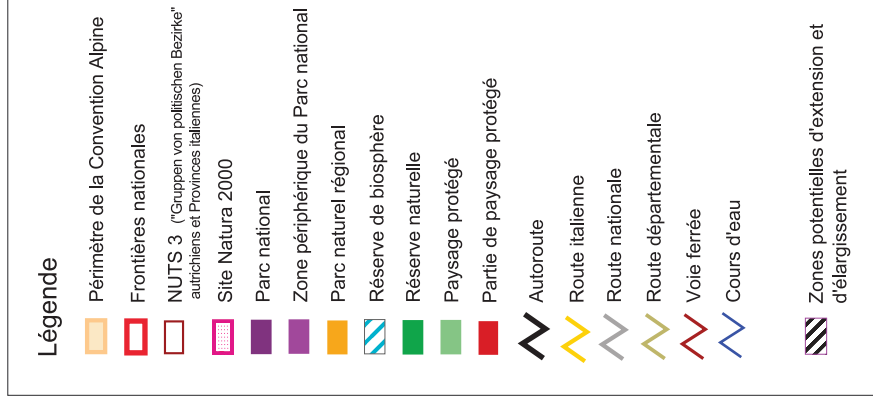 Légende
Périmètre de la Convention Alpine
Frontières nationales
NUTS 3 ("Gruppen von politischen Bezirke"
autrichiens et Provinces italiennes)
Site Natura 2000
Parc national
Zone périphérique du Parc national
Parc naturel régional
Réserve de biosphère
Réserve naturelle
Paysage protégé
Partie de paysage protégé
Autoroute
Route italienne
Route nationale
Route départementale
Voie ferrée
Cours d'eau
Zones potentielles d'extension et
d'élargissement